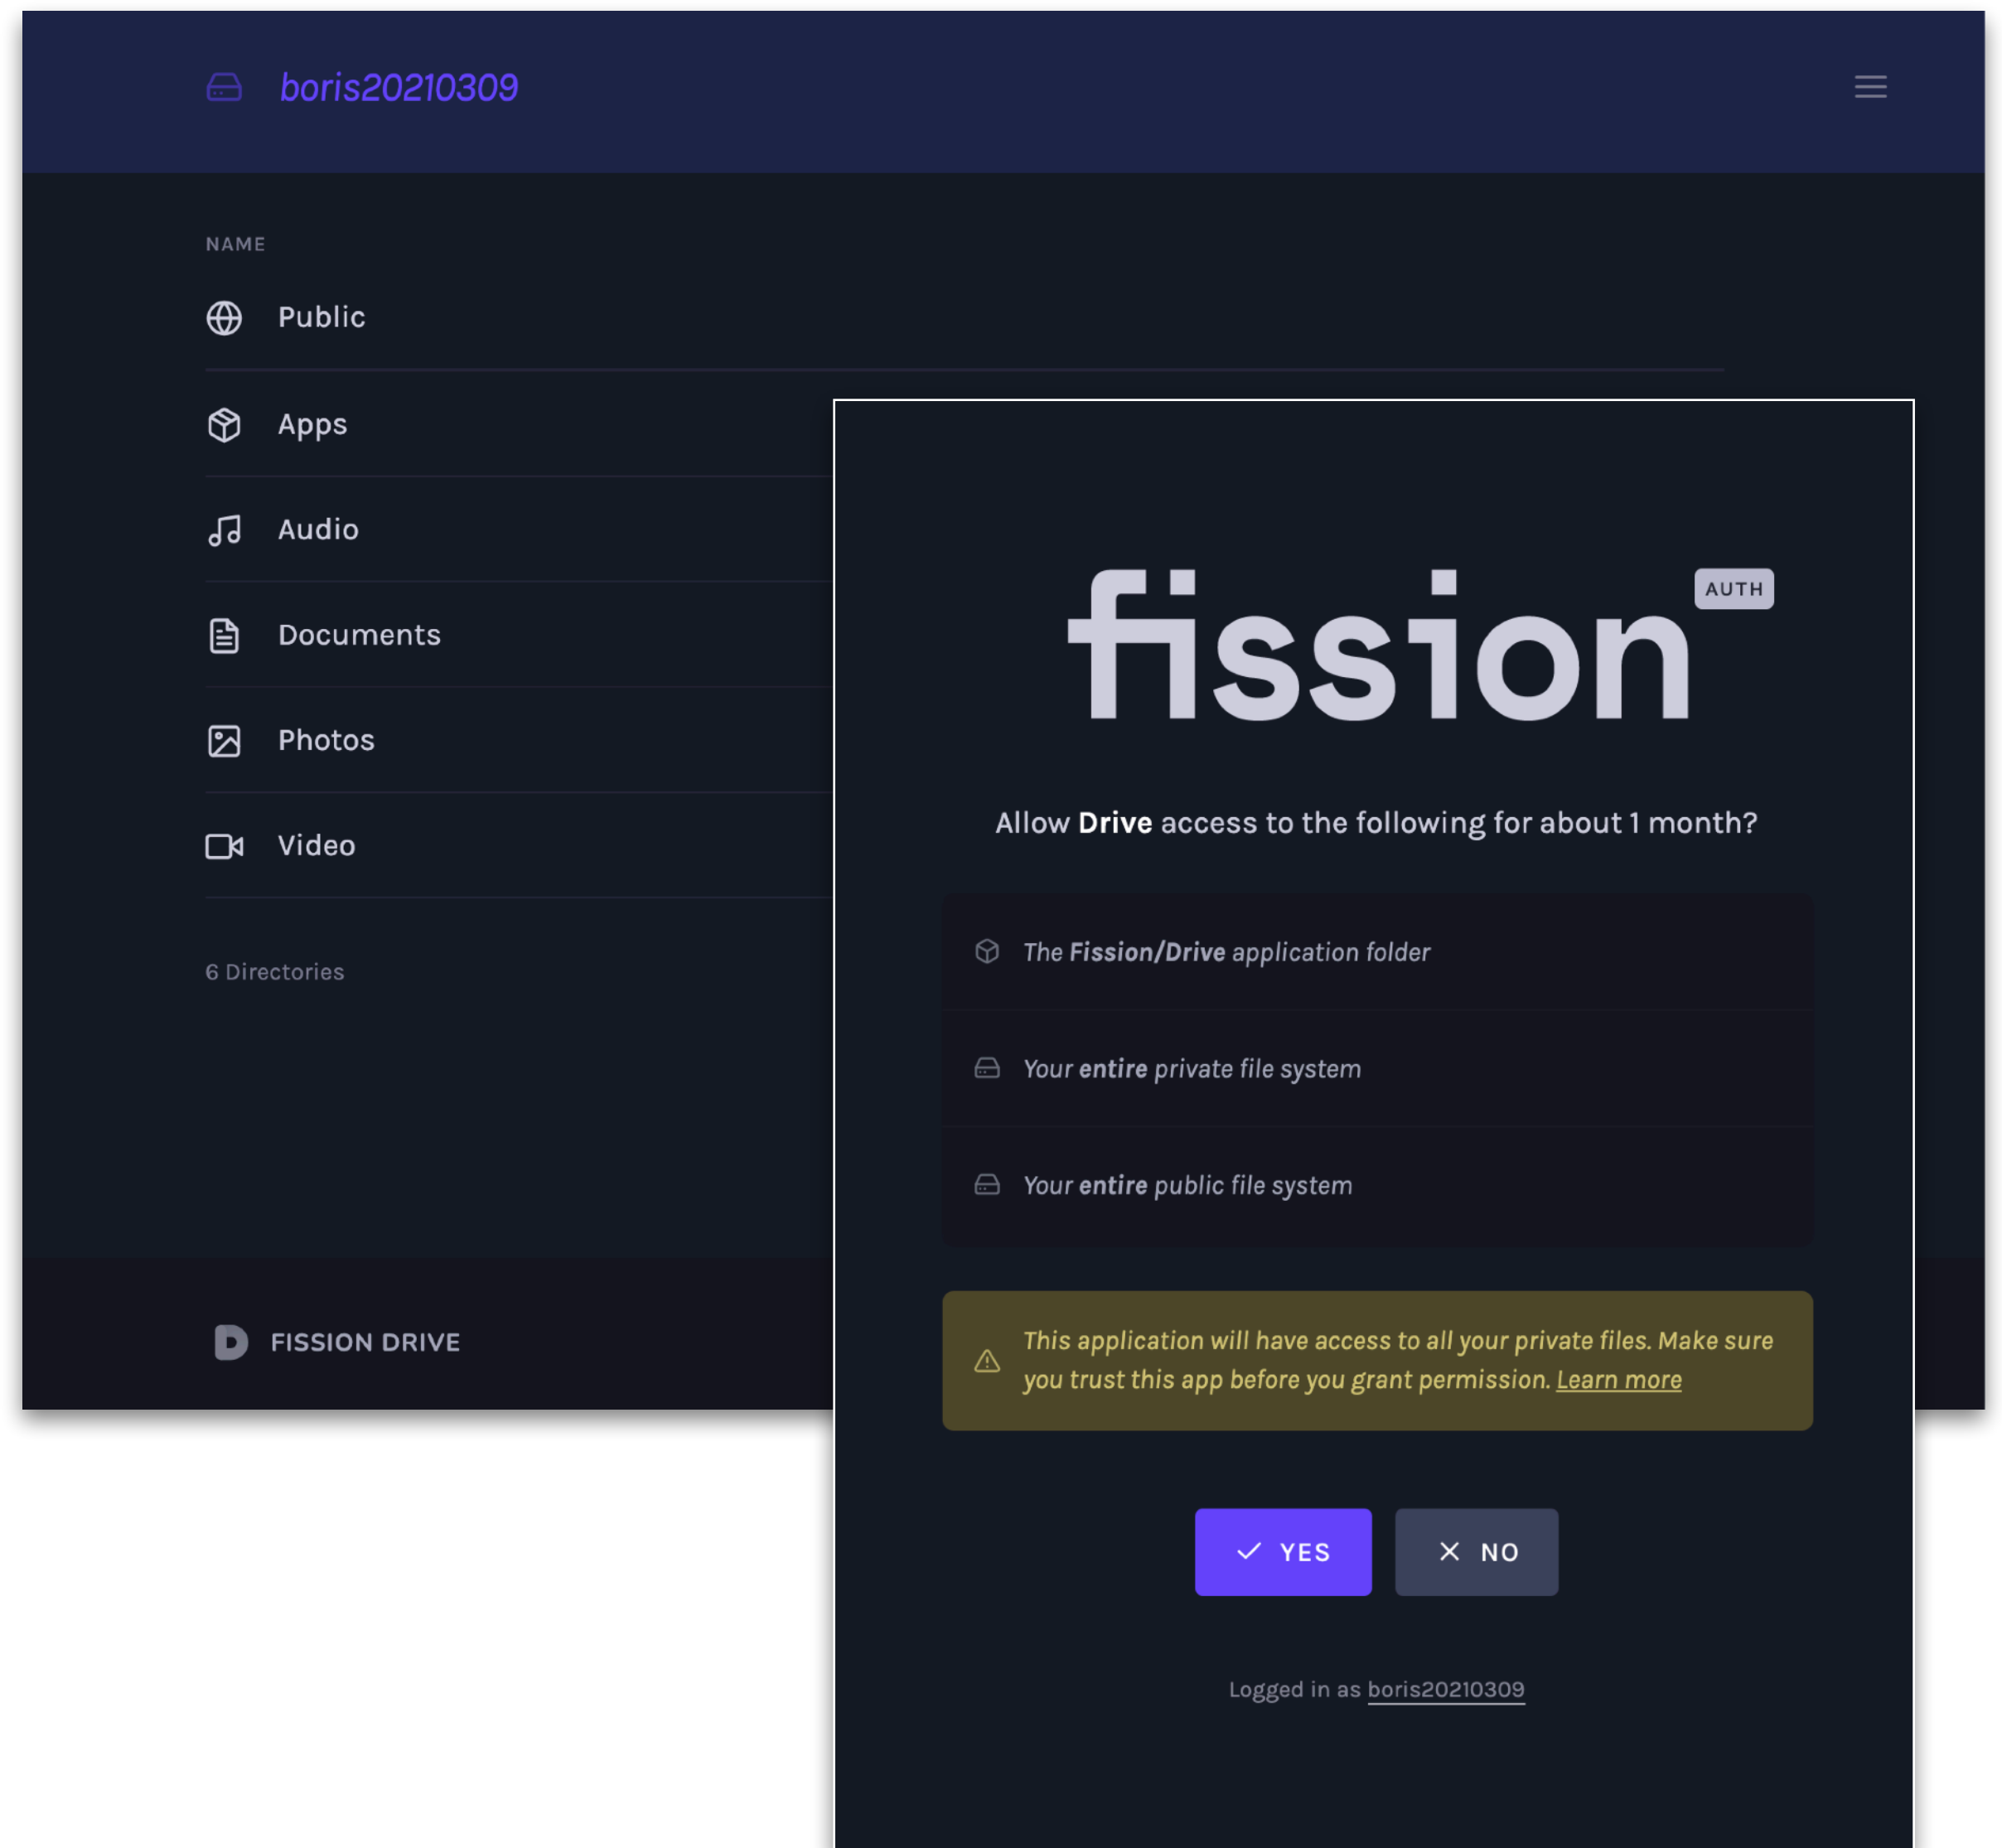 boris20210309
NAME
Public
Apps
Audio
Documents
Photos
Video
6 Directories
FISSION DRIVE
fission
AUTH
Allow Drive access to the following for about 1 month?
The Fission/Drive application folder
Your entire private file system
Your entire public file system
This application will have access to all your private files. Make sure
you trust this app before you grant permission. Learn more
YES
NO
Logged in as boris20210309